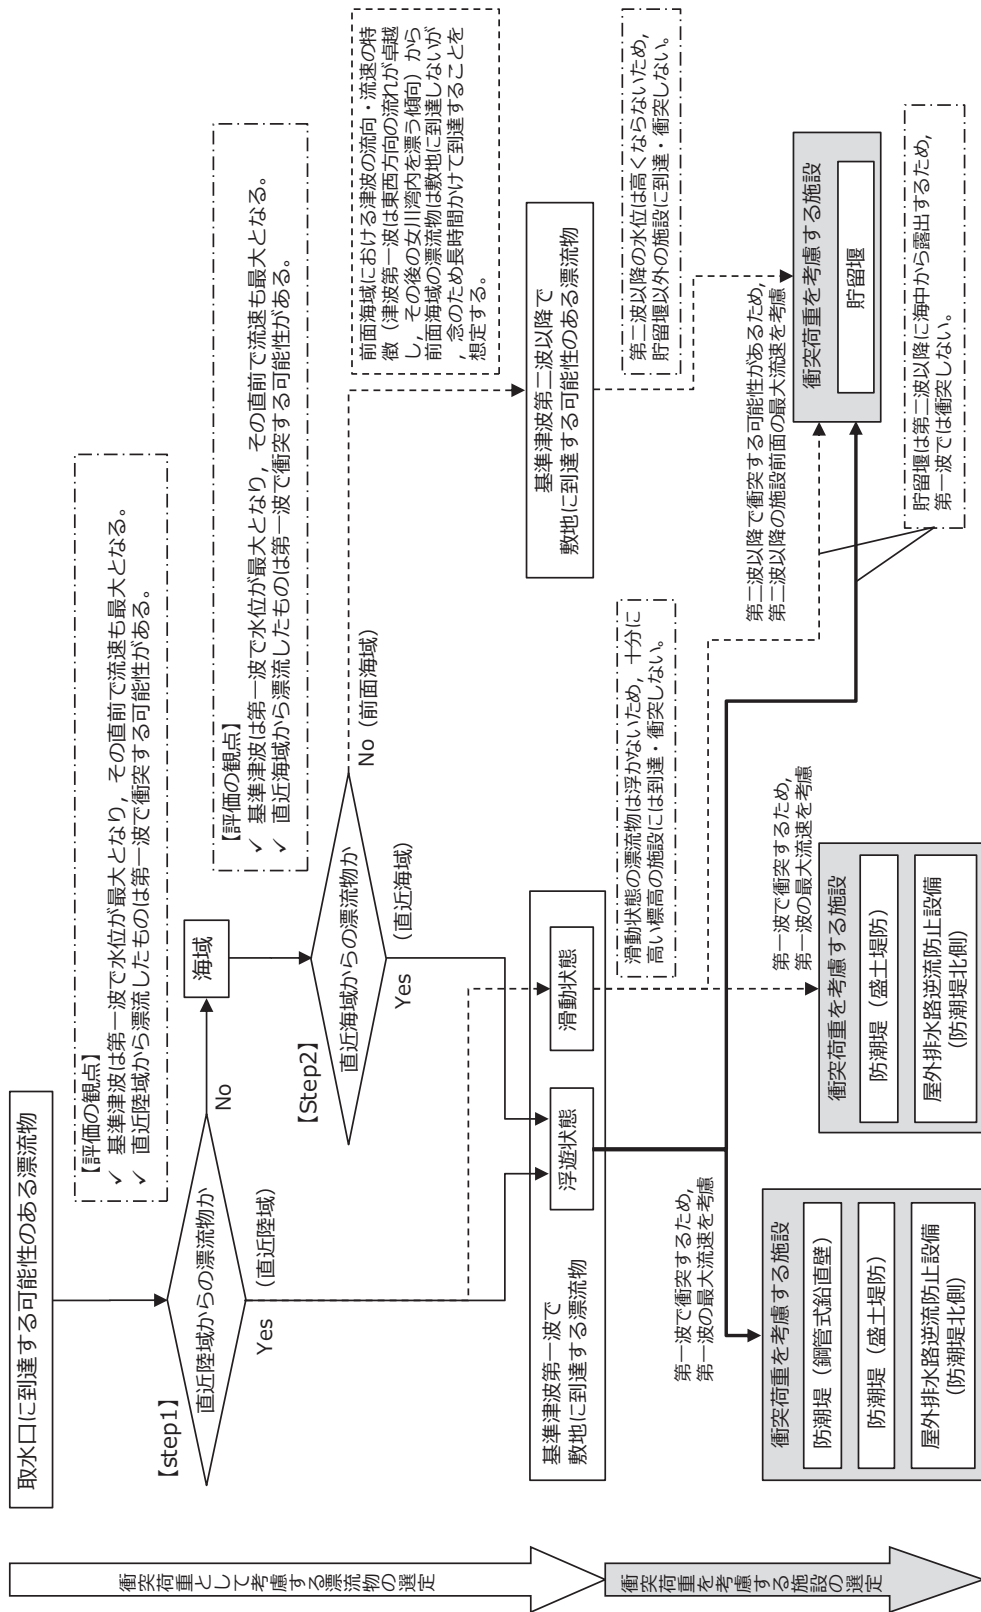 衝突荷重として考慮する漂流物の選定
衝突荷重を考慮する施設の選定
取水口に到達する可能性のある漂流物
【評価の観点】
✓ 基準津波は第一波で水位が最大となり，その直前で流速も最大となる。
✓ 直近陸域から漂流したものは第一波で衝突する可能性がある。
【step1】
直近陸域からの漂流物か
No
Yes
(直近陸域)
海域
【評価の観点】
✓ 基準津波は第一波で水位が最大となり，その直前で流速も最大となる。
✓ 直近海域から漂流したものは第一波で衝突する可能性がある。
【Step2】
直近海域からの漂流物か
No（前面海域）
Yes
(直近海域)
前面海域における津波の流向・流速の特
徴（津波第一波は東西方向の流れが卓越
し，その後の女川湾内を漂う傾向）から
前面海域の漂流物は敷地に到達しないが
，念のため長時間かけて到達することを
想定する。
基準津波第一波で
敷地に到達する漂流物
浮遊状態
滑動状態
基準津波第二波以降で
敷地に到達する可能性のある漂流物
滑動状態の漂流物は浮かないため，十分に
高い標高の施設には到達・衝突しない。
第二波以降の水位は高くならないため，
貯留堰以外の施設に到達・衝突しない。
第一波で衝突するため，
第一波の最大流速を考慮
第一波で衝突するため，
第一波の最大流速を考慮
第二波以降で衝突する可能性があるため，
第二波以降の施設前面の最大流速を考慮
衝突荷重を考慮する施設
防潮堤（鋼管式鉛直壁）
防潮堤（盛土堤防）
屋外排水路逆流防止設備
(防潮堤北側)
衝突荷重を考慮する施設
防潮堤（盛土堤防）
屋外排水路逆流防止設備
(防潮堤北側)
衝突荷重を考慮する施設
貯留堰
貯留堰は第二波以降に海中から露出するため，
第一波では衝突しない。